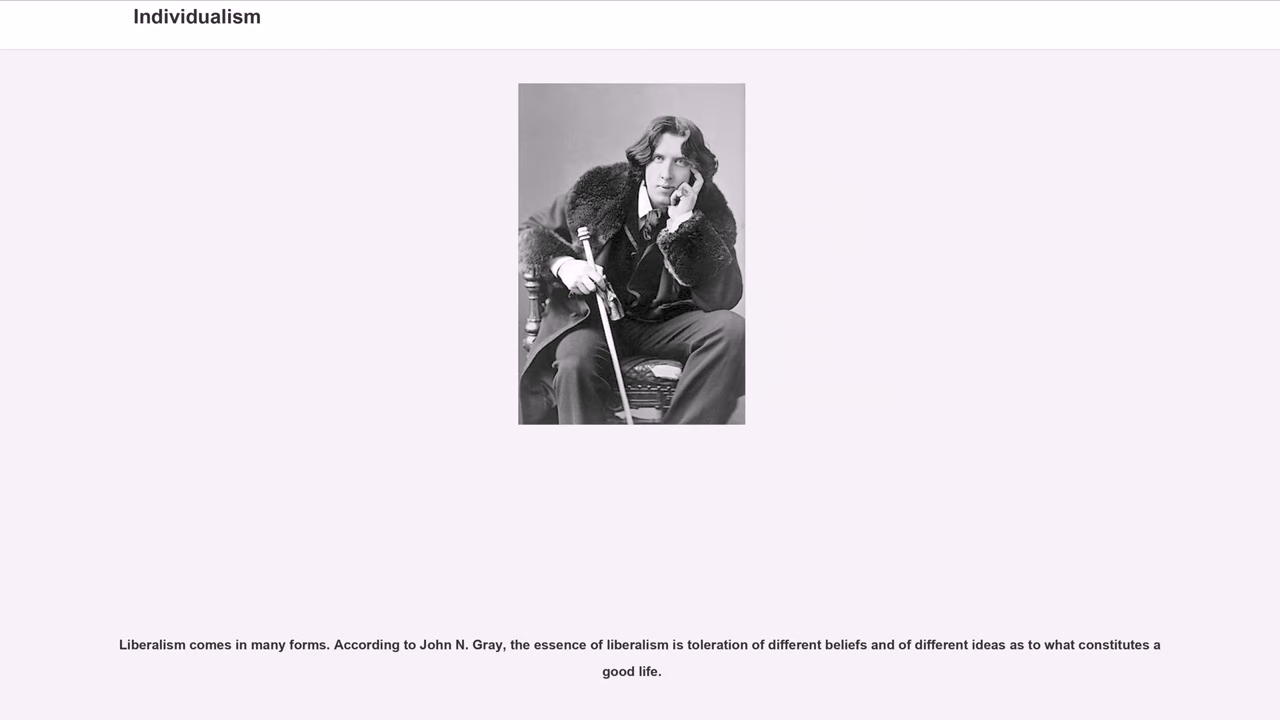 Individualism
Liberalism comes in many forms. According to John N. Gray, the essence of liberalism is toleration of different beliefs and of different ideas as to what constitutes a
good life.